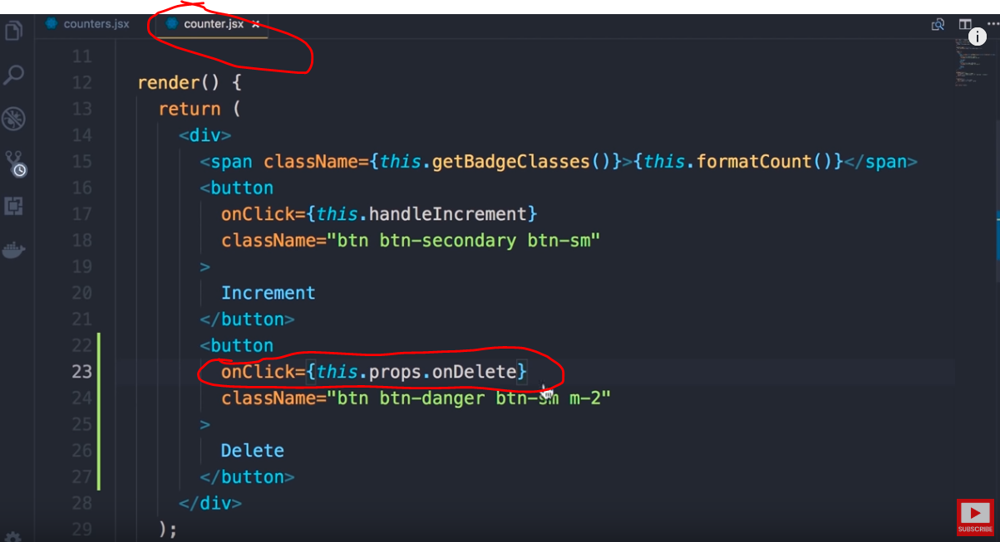 counters.jsx
counter.jsx ×
11
12 render() {
13 return (
14 <div>
15 <span className={this.getBadgeClasses()}>{this.formatCount()}</span>
16 <button
17 onClick={this.handleIncrement}
18 className="btn btn-secondary btn-sm"
19 >
20 Increment
21 </button>
22 <button
23 onClick={this.props.onDelete}
24 className="btn btn-danger btn-sm m-2"
25 >
26 Delete
27 </button>
28 </div>
29 );
i
SUBSCRIBE